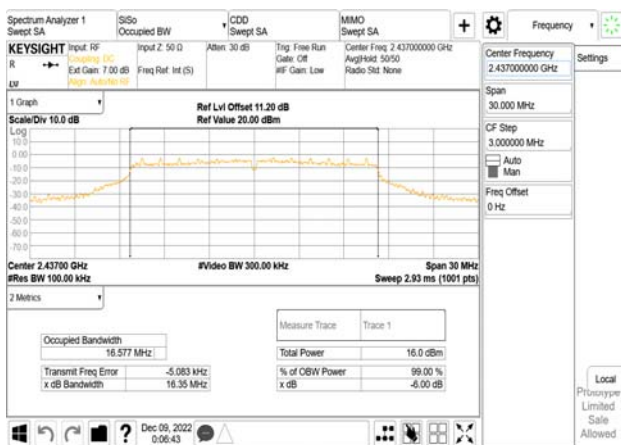 Spectrum Analyzer 1
Swept SA
SiSo
Occupied BW
CDD
Swept SA
MIMO
Swept SA
+
Frequency
KEYSIGHT
R
Input: RF
Coupling: DC
Ext Gain: 7.00 dB
Align: Auto/No RF
Input Z: 50 Ω
Freq Ref: Int (S)
Atten: 30 dB
Trig: Free Run
Gate: Off
#IF Gain: Low
Center Freq: 2.437000000 GHz
Avg|Hold: 50/50
Radio Std: None
Center Frequency
2.437000000 GHz
Settings
Span
30.000 MHz
CF Step
3.000000 MHz
Auto
Man
Freq Offset
0 Hz
1 Graph
Scale/Div 10.0 dB
Ref Lvl Offset 11.20 dB
Ref Value 20.00 dBm
Log
10.0
0.00
-10.0
-20.0
-30.0
-40.0
-50.0
-60.0
-70.0
Center 2.43700 GHz
#Res BW 100.00 kHz
#Video BW 300.00 kHz
Span 30 MHz
Sweep 2.93 ms (1001 pts)
2 Metrics
Measure Trace
Trace 1
Occupied Bandwidth
16.577 MHz
Total Power
16.0 dBm
Transmit Freq Error
-5.083 kHz
% of OBW Power
99.00 %
x dB Bandwidth
16.35 MHz
x dB
-6.00 dB
Local
Prototype
Limited
Sale
Allowed
?
Dec 09, 2022
0:06:43